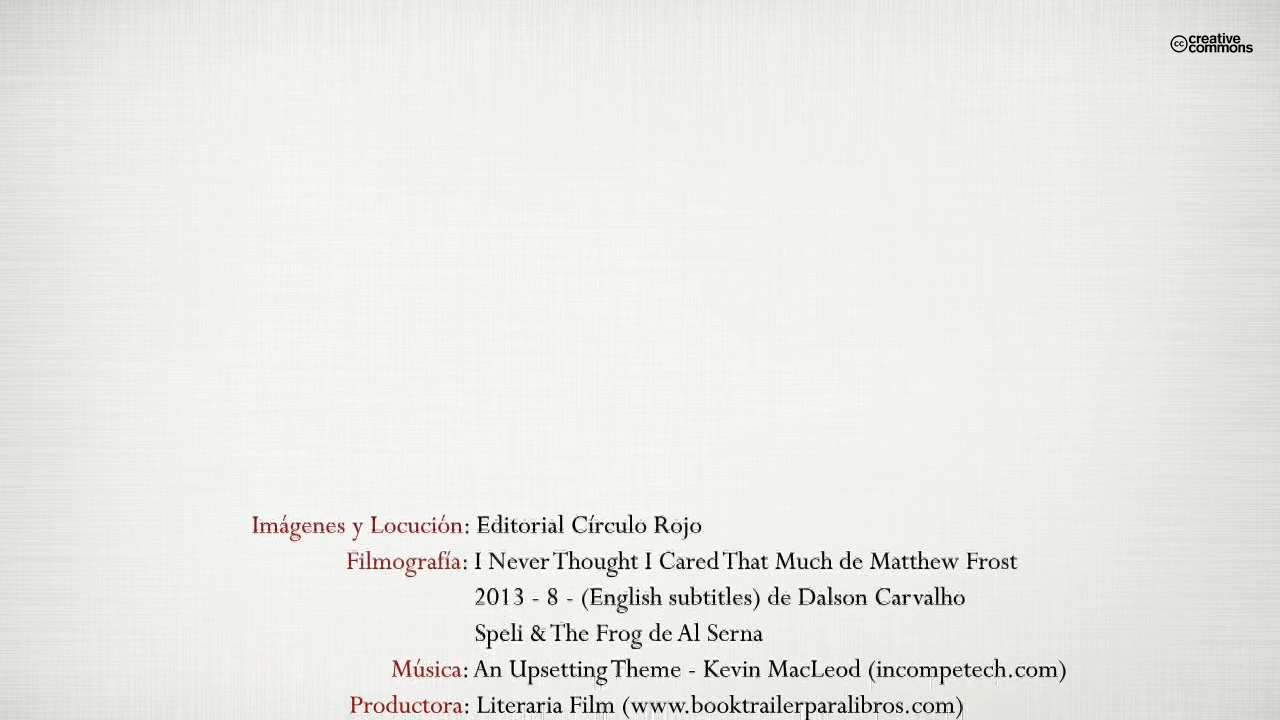 creative
commons
Imágenes y Locución: Editorial Círculo Rojo
Filmografía: I Never Thought I Cared That Much de Matthew Frost
2013 - 8 - (English subtitles) de Dalson Carvalho
Speli & The Frog de Al Serna
Música: An Upsetting Theme - Kevin MacLeod (incompetech.com)
Productora: Literaria Film (www.booktrailerparalibros.com)